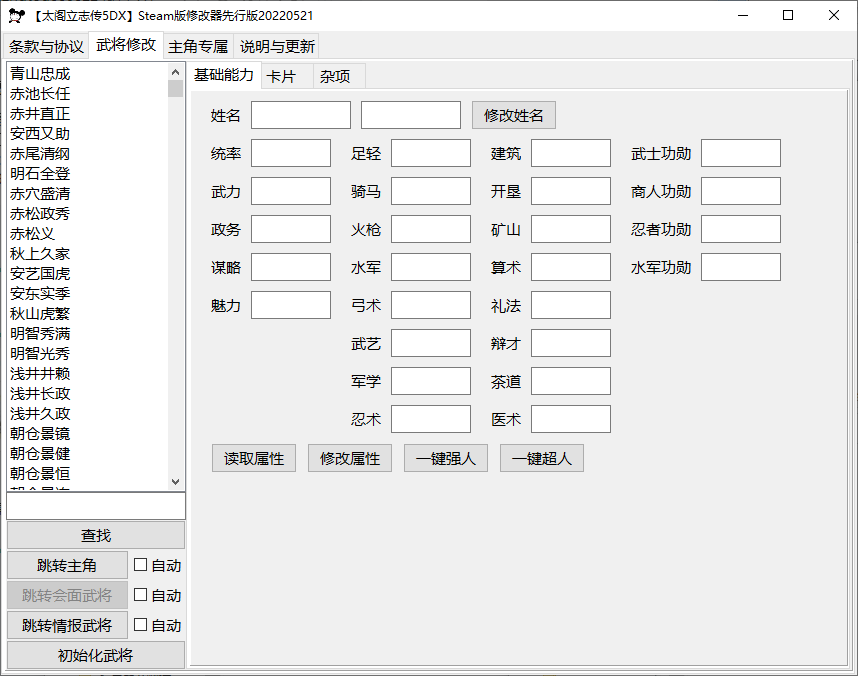 【太阁立志传5DX】Steam版修改器先行版20220521
条款与协议 武将修改 主角专属 说明与更新
青山忠成
赤池长任
赤井直正
安西又助
赤尾清纲
明石全登
赤穴盛清
赤松政秀
赤松义
秋上久家
安艺国虎
安东实季
秋山虎繁
明智秀满
明智光秀
浅井井赖
浅井长政
浅井久政
朝仓景镜
朝仓景健
朝仓景恒
查找
跳转主角 自动
跳转会面武将 自动
跳转情报武将 自动
初始化武将
基础能力 卡片 杂项
姓名 修改姓名
统率 足轻 建筑 武士功勋
武力 骑马 开垦 商人功勋
政务 火枪 矿山 忍者功勋
谋略 水军 算术 水军功勋
魅力 弓术 礼法
武艺 辩才
军学 茶道
忍术 医术
读取属性 修改属性 一键强人 一键超人